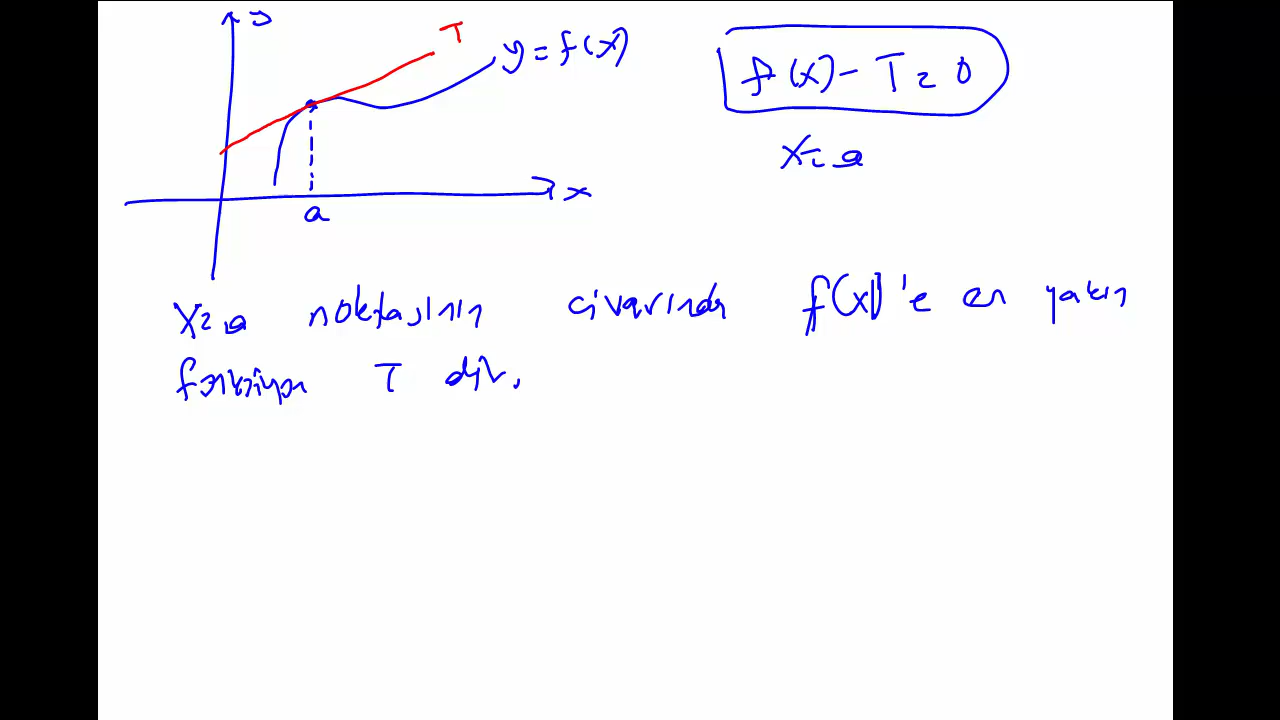 y
T
y = f(x)
f(x) - T = 0
x = a
x
a
x = a noktasının civarında f(x)'e en yakın
fonksiyon T dir.